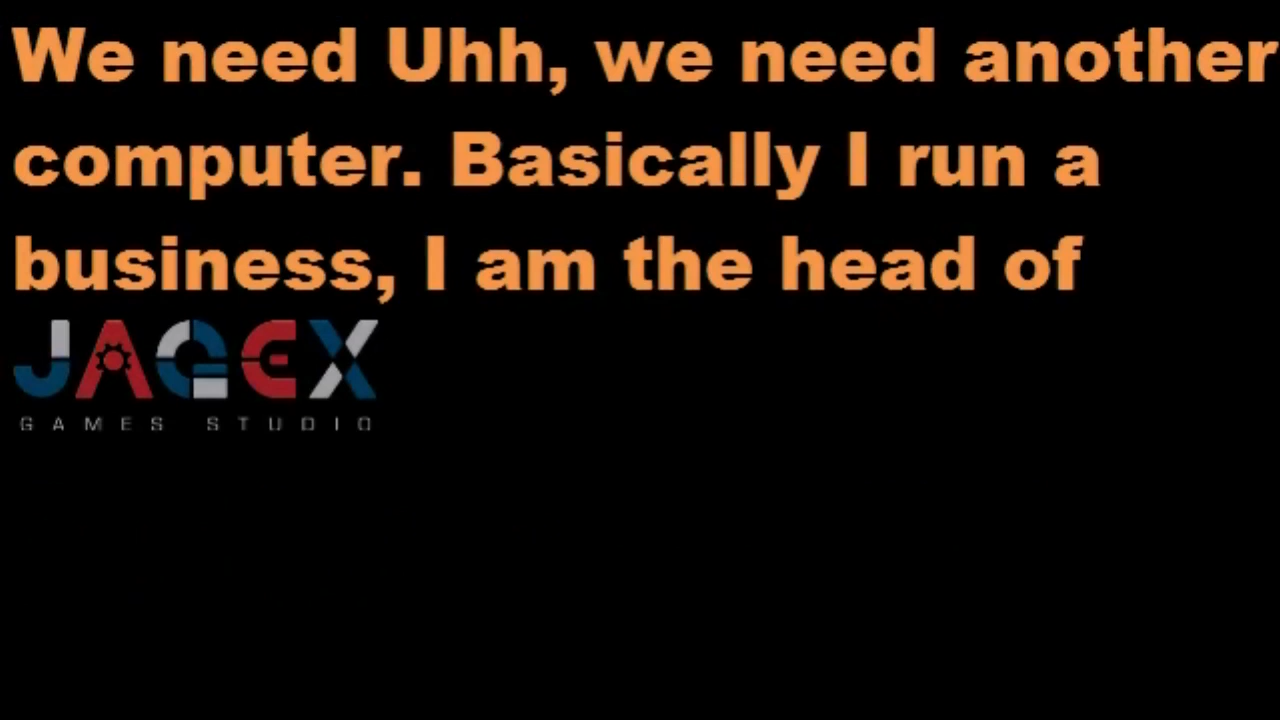 We need Uhh, we need another
computer. Basically I run a
business, I am the head of
JAGEX
GAMES STUDIO